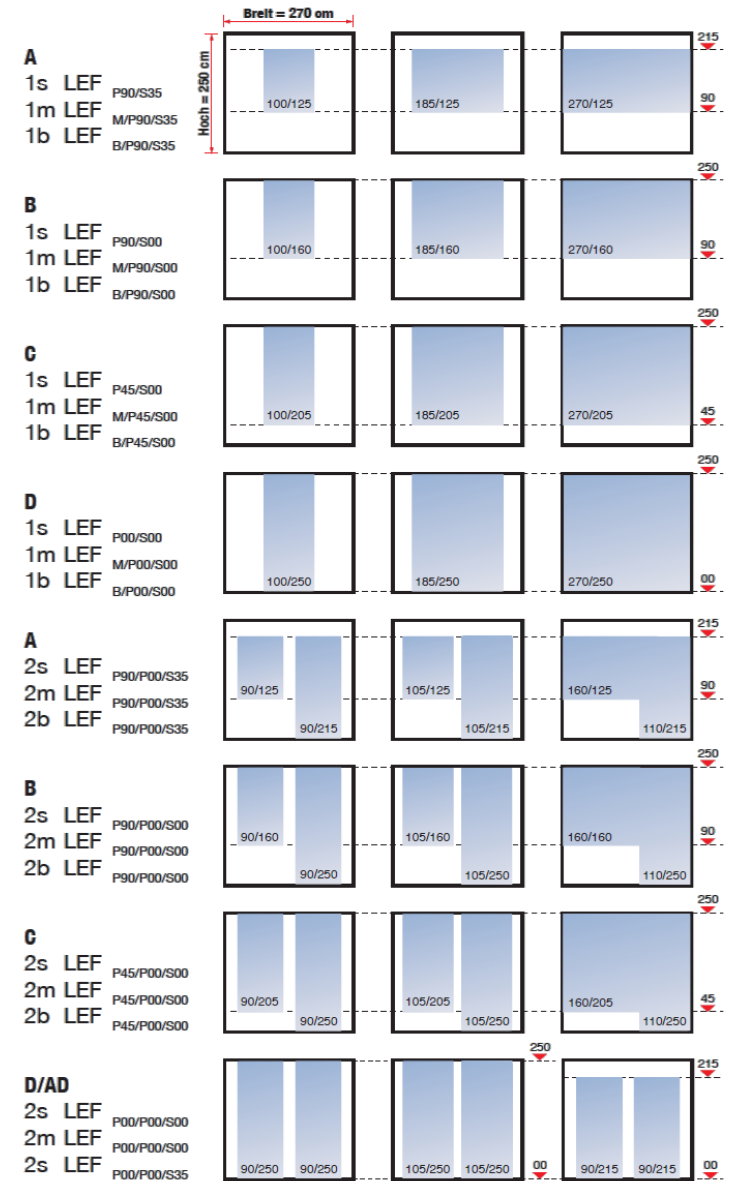 Breit = 270 cm
Hoch = 250 cm
A
1s LEF P90/S35
1m LEF M/P90/S35
1b LEF B/P90/S35
100/125
185/125
270/125
215
90
B
1s LEF P90/S00
1m LEF M/P90/S00
1b LEF B/P90/S00
100/160
185/160
270/160
250
90
C
1s LEF P45/S00
1m LEF M/P45/S00
1b LEF B/P45/S00
100/205
185/205
270/205
250
45
D
1s LEF P00/S00
1m LEF M/P00/S00
1b LEF B/P00/S00
100/250
185/250
270/250
250
00
A
2s LEF P90/P00/S35
2m LEF P90/P00/S35
2b LEF P90/P00/S35
90/125
90/215
105/125
105/215
160/125
110/215
215
90
B
2s LEF P90/P00/S00
2m LEF P90/P00/S00
2b LEF P90/P00/S00
90/160
90/250
105/160
105/250
160/160
110/250
250
90
C
2s LEF P45/P00/S00
2m LEF P45/P00/S00
2b LEF P45/P00/S00
90/205
90/250
105/205
105/250
160/205
110/250
250
45
D/AD
2s LEF P00/P00/S00
2m LEF P00/P00/S00
2s LEF P00/P00/S35
90/250 90/250
105/250 105/250
250
00
90/215 90/215
215
00